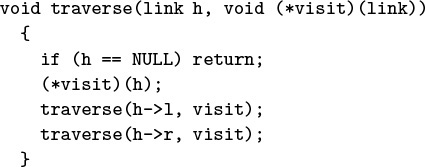 void traverse(link h, void (*visit)(link))
{
if (h == NULL) return;
(*visit)(h);
traverse(h->l, visit);
traverse(h->r, visit);
}